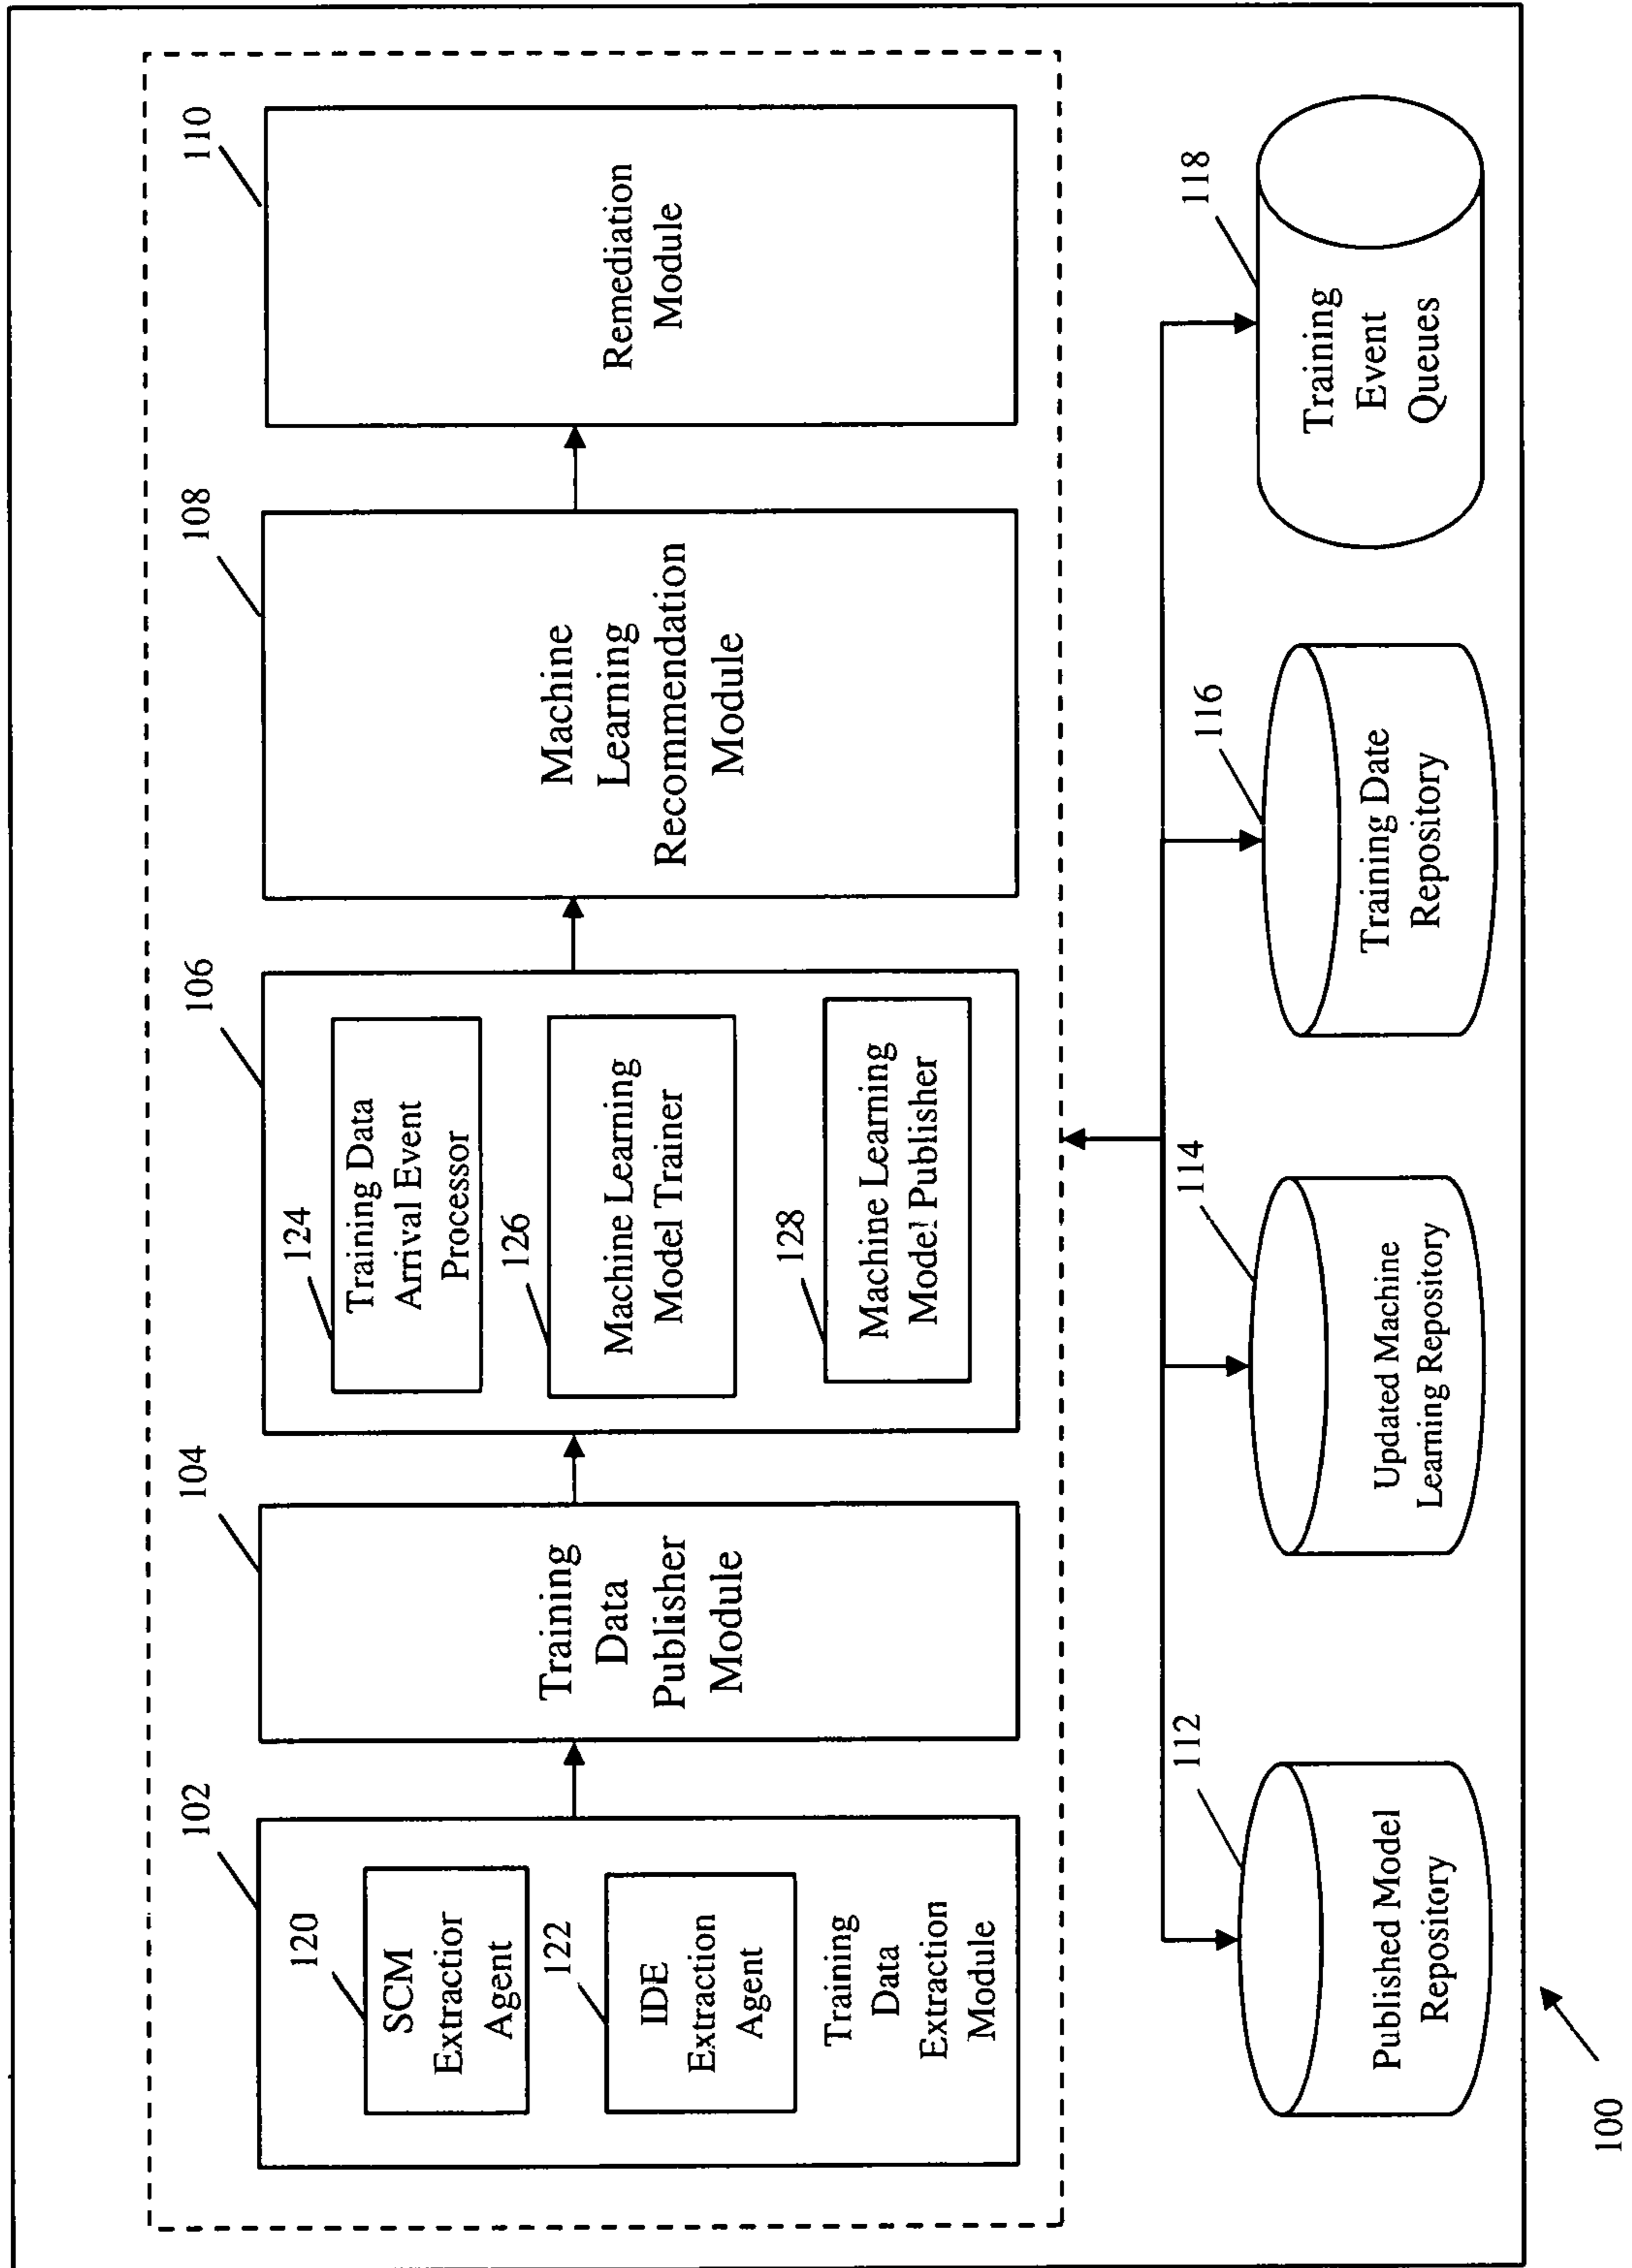 102
104
106
108
110
120
SCM
Extraction
Agent
122
IDE
Extraction
Agent
Training
Data
Extraction
Module
Training
Data
Publisher
Module
124
Training Data
Arrival Event
Processor
126
Machine Learning
Model Trainer
128
Machine Learning
Model Publisher
Machine
Learning
Recommendation
Module
Remediation
Module
112
Published Model
Repository
114
Updated Machine
Learning Repository
116
Training Date
Repository
118
Training
Event
Queues
100